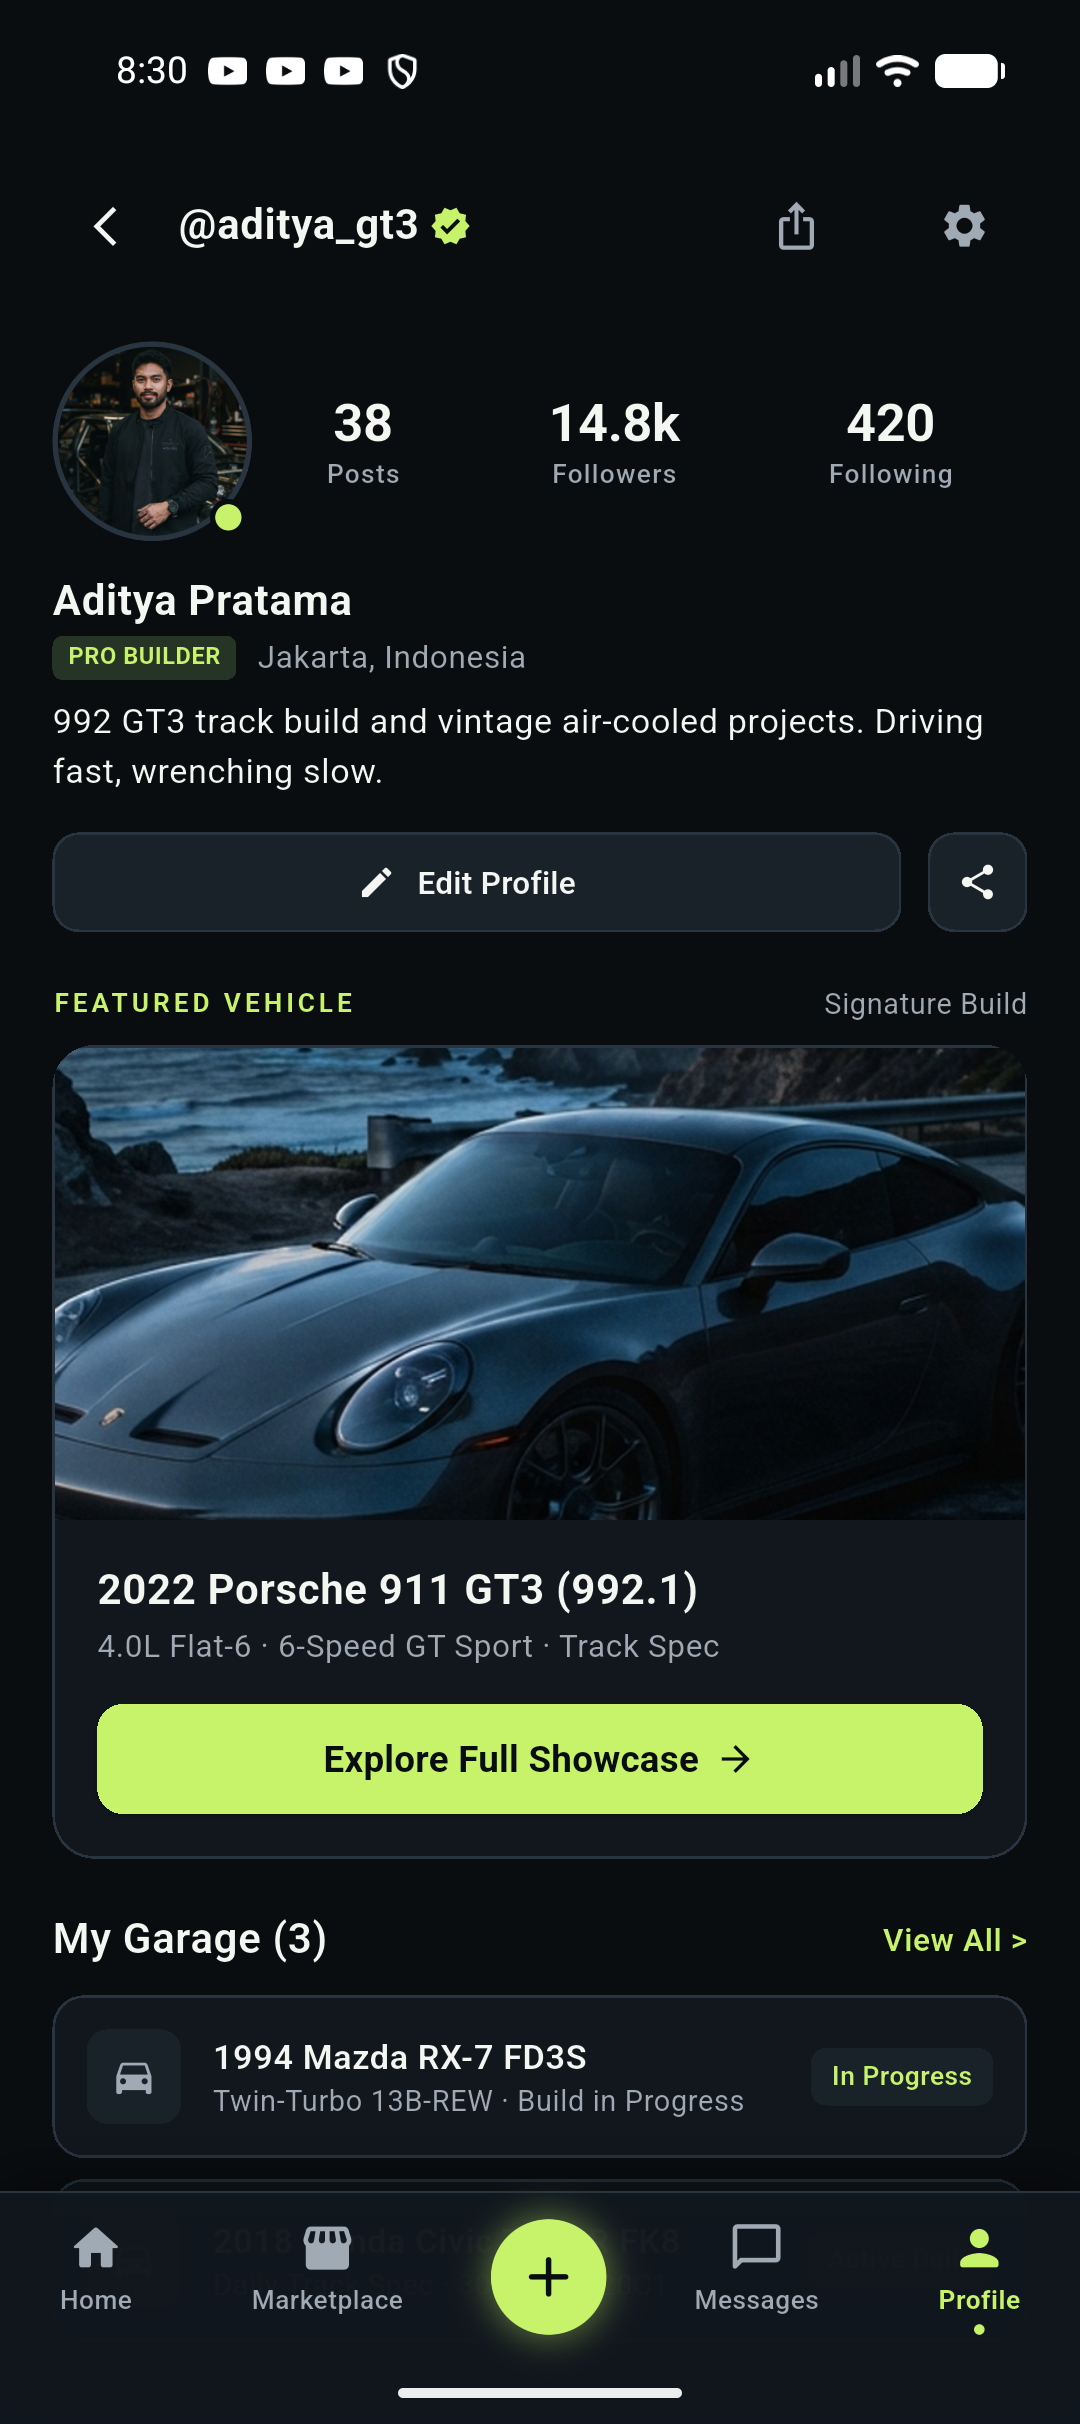 8:30
@aditya_gt3
38
14.8k
420
Posts
Followers
Following
Aditya Pratama
PRO BUILDER
Jakarta, Indonesia
992 GT3 track build and vintage air-cooled projects. Driving
fast, wrenching slow.
Edit Profile
FEATURED VEHICLE
Signature Build
2022 Porsche 911 GT3 (992.1)
4.0L Flat-6 · 6-Speed GT Sport · Track Spec
Explore Full Showcase →
My Garage (3)
View All >
1994 Mazda RX-7 FD3S
Twin-Turbo 13B-REW · Build in Progress
In Progress
2018
Civic
FK8
Home
Marketplace
Messages
Profile